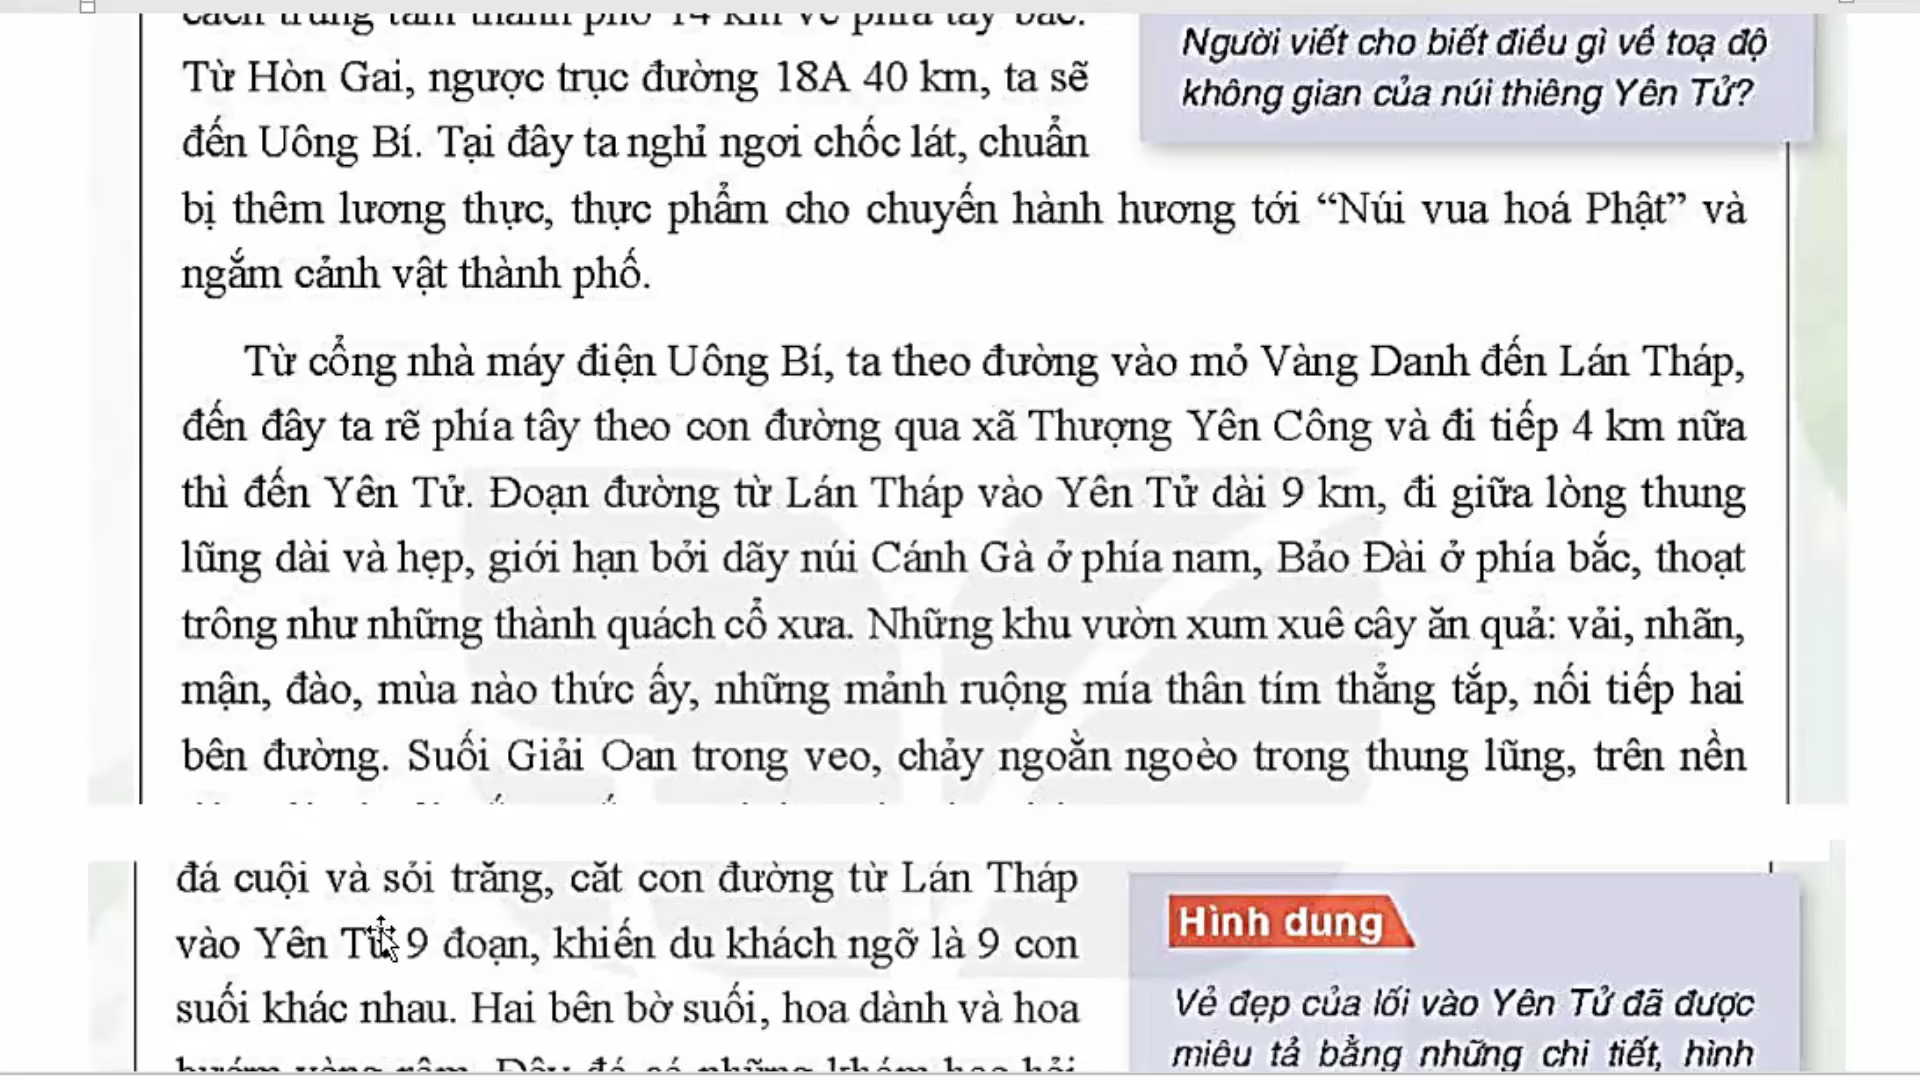 cách trung tâm thành phố 14 km về phía tây bắc.
Từ Hòn Gai, ngược trục đường 18A 40 km, ta sẽ
đến Uông Bí. Tại đây ta nghỉ ngơi chốc lát, chuẩn
bị thêm lương thực, thực phẩm cho chuyến hành hương tới “Núi vua hoá Phật” và
ngắm cảnh vật thành phố.
Người viết cho biết điều gì về toạ độ
không gian của núi thiêng Yên Tử?
Từ cổng nhà máy điện Uông Bí, ta theo đường vào mỏ Vàng Danh đến Lán Tháp,
đến đây ta rẽ phía tây theo con đường qua xã Thượng Yên Công và đi tiếp 4 km nữa
thì đến Yên Tử. Đoạn đường từ Lán Tháp vào Yên Tử dài 9 km, đi giữa lòng thung
lũng dài và hẹp, giới hạn bởi dãy núi Cánh Gà ở phía nam, Bảo Đài ở phía bắc, thoạt
trông như những thành quách cổ xưa. Những khu vườn xum xuê cây ăn quả: vải, nhãn,
mận, đào, mùa nào thức ấy, những mảnh ruộng mía thân tím thẳng tắp, nối tiếp hai
bên đường. Suối Giải Oan trong veo, chảy ngoằn ngoèo trong thung lũng, trên nền
đá cuội và sỏi trắng, cắt con đường từ Lán Tháp
vào Yên Tử 9 đoạn, khiến du khách ngỡ là 9 con
suối khác nhau. Hai bên bờ suối, hoa dành và hoa
Hình dung
Vẻ đẹp của lối vào Yên Tử đã được
miêu tả bằng những chi tiết, hình